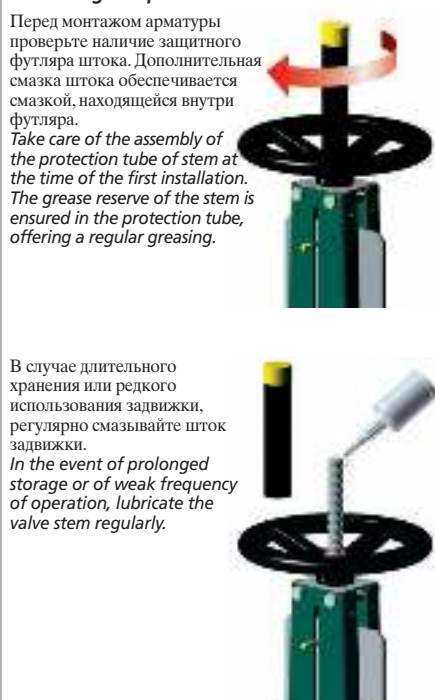 Перед монтажом арматуры
проверьте наличие защитного
футляра штока. Дополнительная
смазка штока обеспечивается
смазкой, находящейся внутри
футляра.
Take care of the assembly of
the protection tube of stem at
the time of the first installation.
The grease reserve of the stem is
ensured in the protection tube,
offering a regular greasing.
В случае длительного
хранения или редкого
использования задвижки,
регулярно смазывайте шток
задвижки.
In the event of prolonged
storage or of weak frequency
of operation, lubricate the
valve stem regularly.